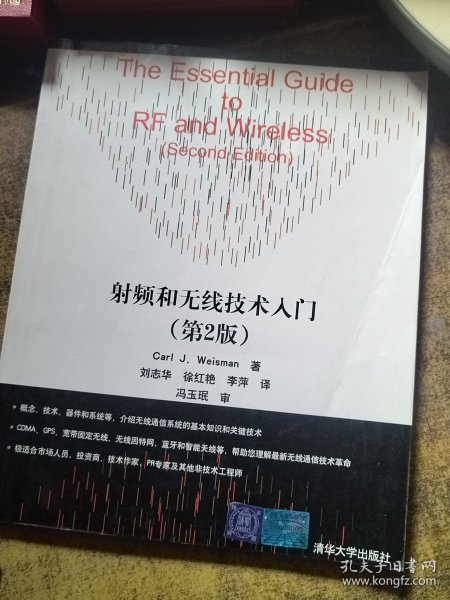 The Essential Guide
to
RF and Wireless
(Second Edition)
射频和无线技术入门
(第2版)
Carl J. Weisman 著
刘志华 徐红艳 李萍 译
冯玉珉 审
• 概念、技术、器件和系统等，介绍无线通信系统的基本知识和关键技术
• CDMA、GPS、宽带固定无线、无线因特网、蓝牙和智能天线等，帮助您理解最新无线通信技术革命
• 极适合市场人员、投资商、技术作家、PR专家及其他非技术工程师
清华大学出版社
孔夫子旧书网
www.kongfz.com